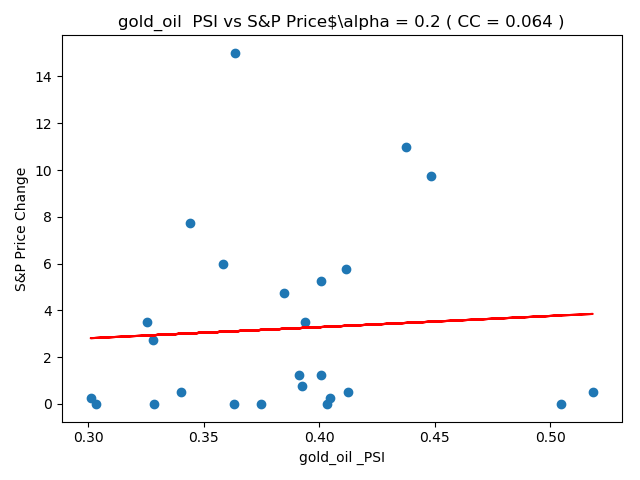 gold_oil  PSI vs S&P Price$\alpha = 0.2 ( CC = 0.064 )
14
12
10
8
6
4
2
0
S&P Price Change
0.30 0.35 0.40 0.45 0.50
gold_oil _PSI